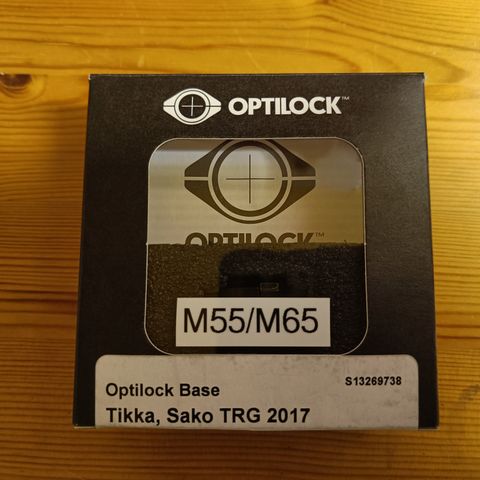 OPTILOCK™
OPTILOCK™
M55/M65
Optilock Base
S13269738
Tikka, Sako TRG 2017